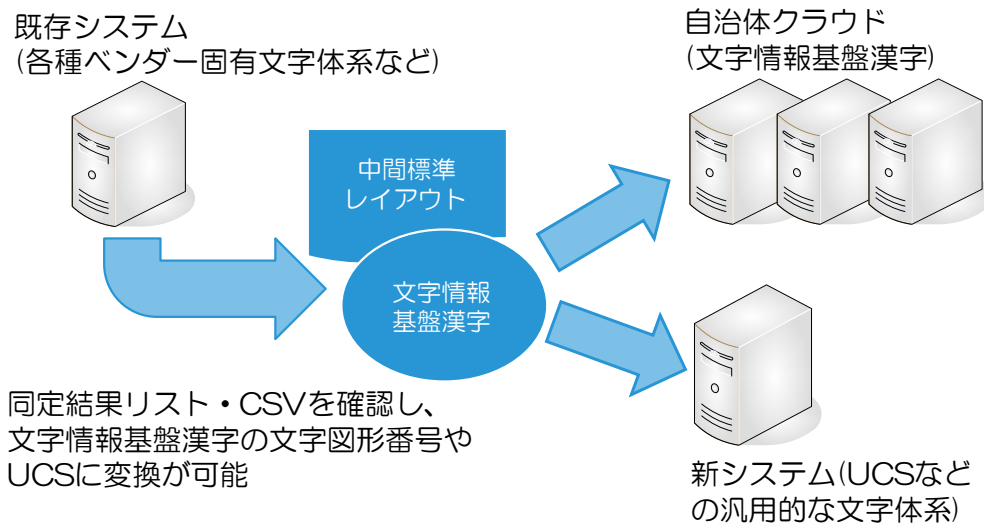 既存システム
(各種ベンダー固有文字体系など)
自治体クラウド
(文字情報基盤漢字)
中間標準
レイアウト
文字情報
基盤漢字
同定結果リスト・CSVを確認し、
文字情報基盤漢字の文字図形番号や
UCSに変換が可能
新システム(UCSなど
の汎用的な文字体系)